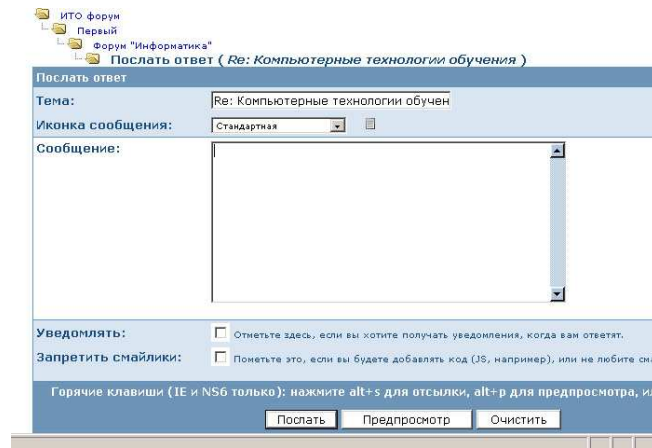 ИТО форум
Первый
Форум "Информатика"
Послать ответ ( Re: Компьютерные технологии обучения )
Послать ответ
Тема: Re: Компьютерные технологии обучен
Иконка сообщения: Стандартная
Сообщение:
Уведомлять: Отметьте здесь, если вы хотите получать уведомления, когда вам ответят.
Запретить смайлики: Пометьте это, если вы будете добавлять код (JS, например), или не любите
Горячие клавиши (IE и NS6 только): нажмите alt+s для отсылки, alt+p для предпросмотра,
Послать Предпросмотр Очистить